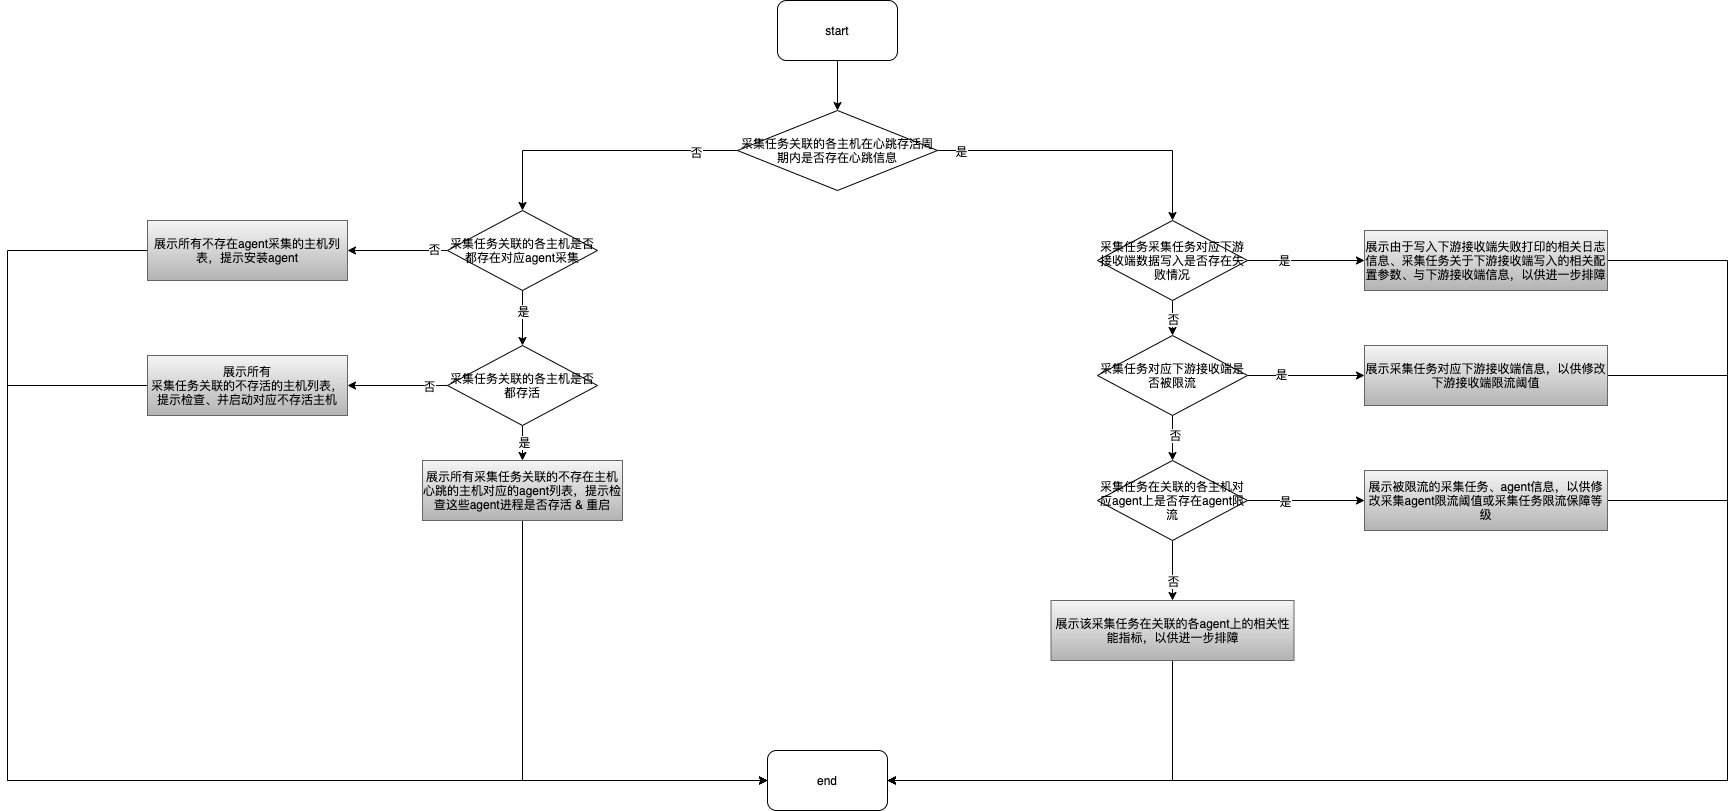 start
采集任务关联的各主机在心跳存活周
期内是否存在心跳信息
否
是
采集任务关联的各主机是否
都存在对应agent采集
否
展示所有不存在agent采集的主机列
表，提示安装agent
是
采集任务关联的各主机是否
都存活
否
展示所有
采集任务关联的不存活的主机列表，
提示检查、并启动对应不存活主机
是
展示所有采集任务关联的不存在主机
心跳的主机对应的agent列表，提示检
查这些agent进程是否存活 & 重启
采集任务采集任务对应下游
接收端数据写入是否存在失
败情况
是
展示由于写入下游接收端失败打印的相关日志
信息、采集任务关于下游接收端写入的相关配
置参数、与下游接收端信息，以供进一步排障
否
采集任务对应下游接收端是
否被限流
是
展示采集任务对应下游接收端信息，以供修改
下游接收端限流阈值
否
采集任务在关联的各主机对
应agent上是否存在agent限
流
是
展示被限流的采集任务、agent信息，以供修
改采集agent限流阈值或采集任务限流保障等
级
否
展示该采集任务在关联的各agent上的相关性
能指标，以供进一步排障
end